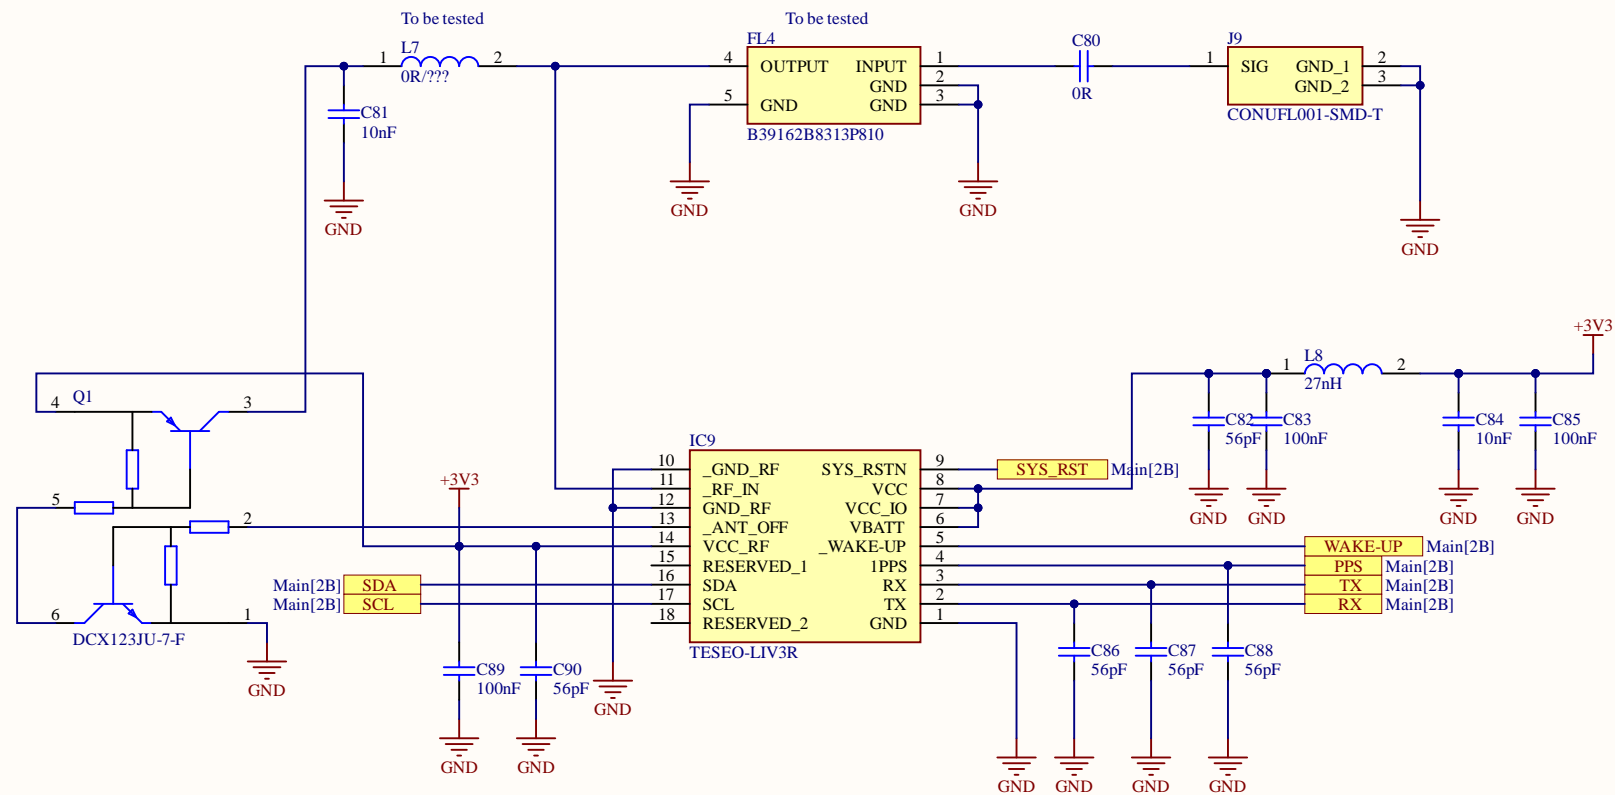 To be tested
To be tested
L7
1
2
0R/???
C81
10nF
GND
FL4
4
OUTPUT
INPUT
1
GND
2
5
GND
GND
3
B39162B8313P810
GND
GND
C80
0R
J9
1
SIG
GND_1
2
GND_2
3
CONUFL001-SMD-T
GND
+3V3
L8
1
2
27nH
C82
56pF
C83
100nF
C84
10nF
C85
100nF
GND
GND
GND
GND
4
Q1
3
5
2
6
1
DCX123JU-7-F
GND
+3V3
IC9
10
_GND_RF
SYS_RSTN
9
SYS_RST
Main[2B]
11
_RF_IN
VCC
8
12
GND_RF
VCC_IO
7
13
_ANT_OFF
VBATT
6
14
VCC_RF
_WAKE-UP
5
WAKE-UP
Main[2B]
15
RESERVED_1
1PPS
4
PPS
Main[2B]
Main[2B]
SDA
16
SDA
RX
3
TX
Main[2B]
Main[2B]
SCL
17
SCL
TX
2
RX
Main[2B]
18
RESERVED_2
GND
1
TESEO-LIV3R
C89
100nF
C90
56pF
GND
GND
GND
C86
56pF
C87
56pF
C88
56pF
GND
GND
GND
GND